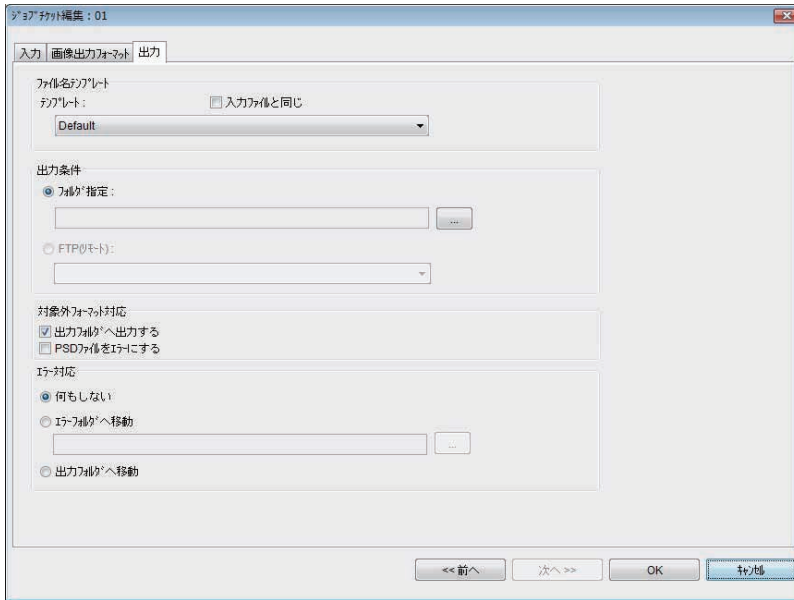 ｼﾞｮﾌﾞﾁｹｯﾄ編集：01
入力 画像出力ﾌｫｰﾏｯﾄ 出力
ﾌｧｲﾙ名ﾃﾝﾌﾟﾚｰﾄ
ﾃﾝﾌﾟﾚｰﾄ： 入力ﾌｧｲﾙと同じ
Default
出力条件
ﾌｫﾙﾀﾞ指定：
...
FTP(ﾘﾓｰﾄ)：
対象外ﾌｫｰﾏｯﾄ対応
出力ﾌｫﾙﾀﾞへ出力する
PSDﾌｧｲﾙをｴﾗｰにする
ｴﾗｰ対応
何もしない
ｴﾗｰﾌｫﾙﾀﾞへ移動
...
出力ﾌｫﾙﾀﾞへ移動
<<前へ 次へ>> OK ｷｬﾝｾﾙ